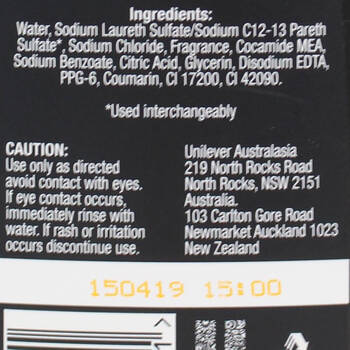 Ingredients:
Water, Sodium Laureth Sulfate/Sodium C12-13 Pareth
Sulfate*, Sodium Chloride, Fragrance, Cocamide MEA,
Sodium Benzoate, Citric Acid, Glycerin, Disodium EDTA,
PPG-6, Coumarin, CI 17200, CI 42090.
*Used interchangeably
CAUTION:
Use only as directed
avoid contact with eyes.
If eye contact occurs,
immediately rinse with
water. If rash or irritation
occurs discontinue use.
Unilever Australasia
219 North Rocks Road
North Rocks, NSW 2151
Australia.
103 Carlton Gore Road
Newmarket Auckland 1023
New Zealand
150419 15:00